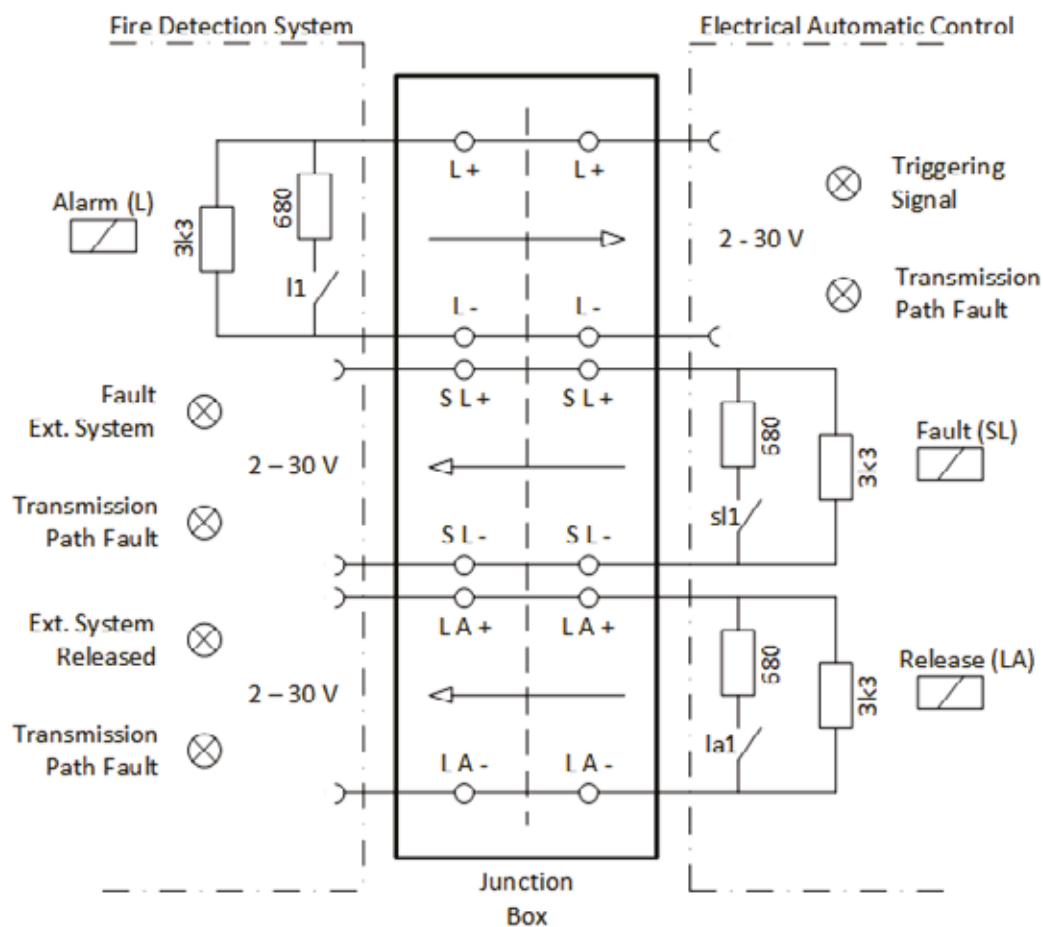 Fire Detection System
Electrical Automatic Control
L+
L+
Triggering
Signal
Alarm (L)
680
3k3
2 - 30 V
l1
Transmission
Path Fault
L -
L -
S L +
S L +
Fault
Ext. System
680
3k3
Fault (SL)
2 – 30 V
Transmission
Path Fault
sl1
S L -
S L -
Ext. System
Released
L A +
L A +
680
3k3
Release (LA)
2 – 30 V
Transmission
Path Fault
la1
L A -
L A -
Junction
Box